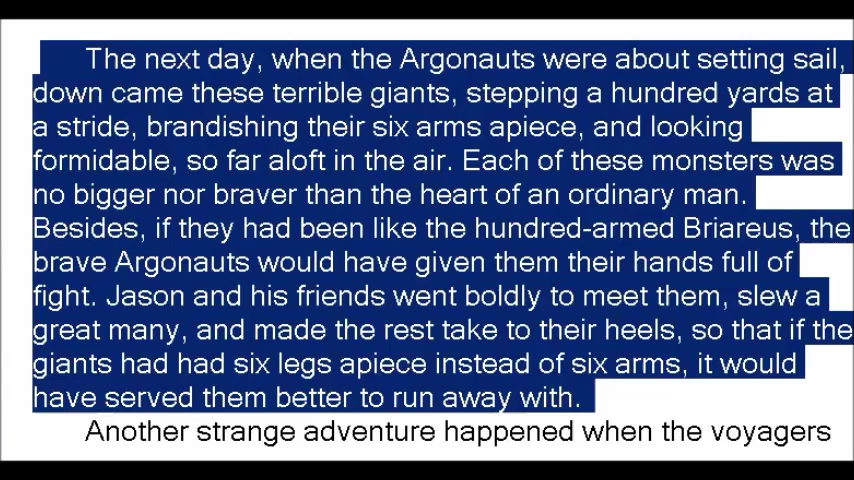 The next day, when the Argonauts were about setting sail,
down came these terrible giants, stepping a hundred yards at
a stride, brandishing their six arms apiece, and looking
formidable, so far aloft in the air. Each of these monsters was
no bigger nor braver than the heart of an ordinary man.
Besides, if they had been like the hundred-armed Briareus, the
brave Argonauts would have given them their hands full of
fight. Jason and his friends went boldly to meet them, slew a
great many, and made the rest take to their heels, so that if the
giants had had six legs apiece instead of six arms, it would
have served them better to run away with.
Another strange adventure happened when the voyagers